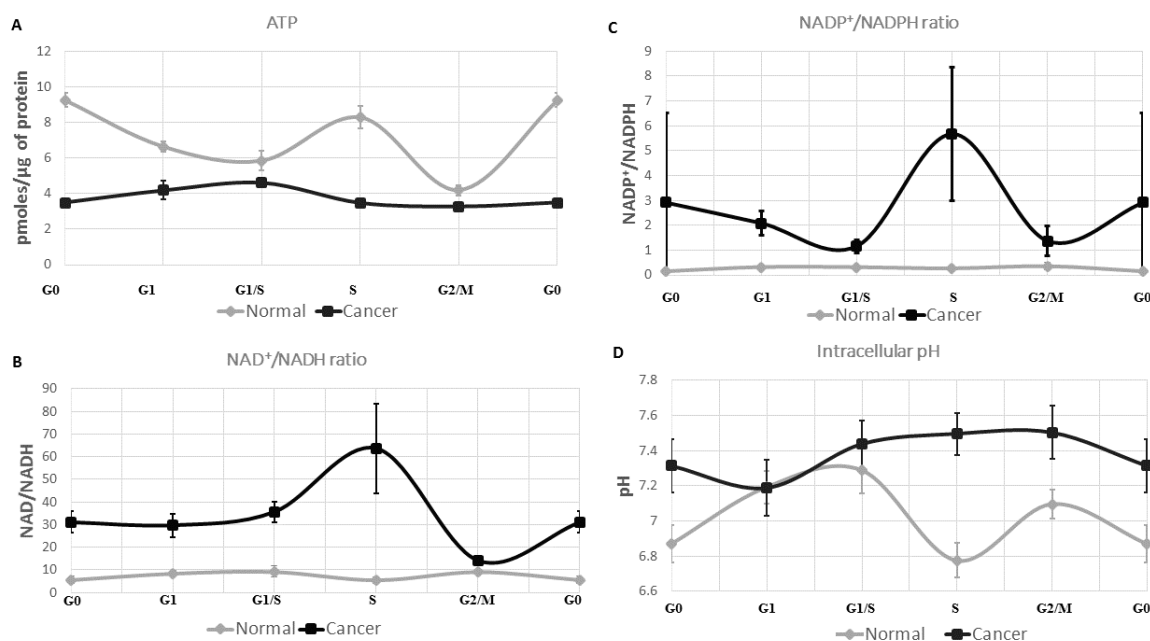 A
ATP
pmoles/µg of protein
12
10
8
6
4
2
0
G0 G1 G1/S S G2/M G0
Normal Cancer
B
NAD⁺/NADH ratio
NAD/NADH
90
80
70
60
50
40
30
20
10
0
G0 G1 G1/S S G2/M G0
Normal Cancer
C
NADP⁺/NADPH ratio
NADP⁺/NADPH
9
8
7
6
5
4
3
2
1
0
G0 G1 G1/S S G2/M G0
Normal Cancer
D
Intracellular pH
pH
7.8
7.6
7.4
7.2
7
6.8
6.6
G0 G1 G1/S S G2/M G0
Normal Cancer